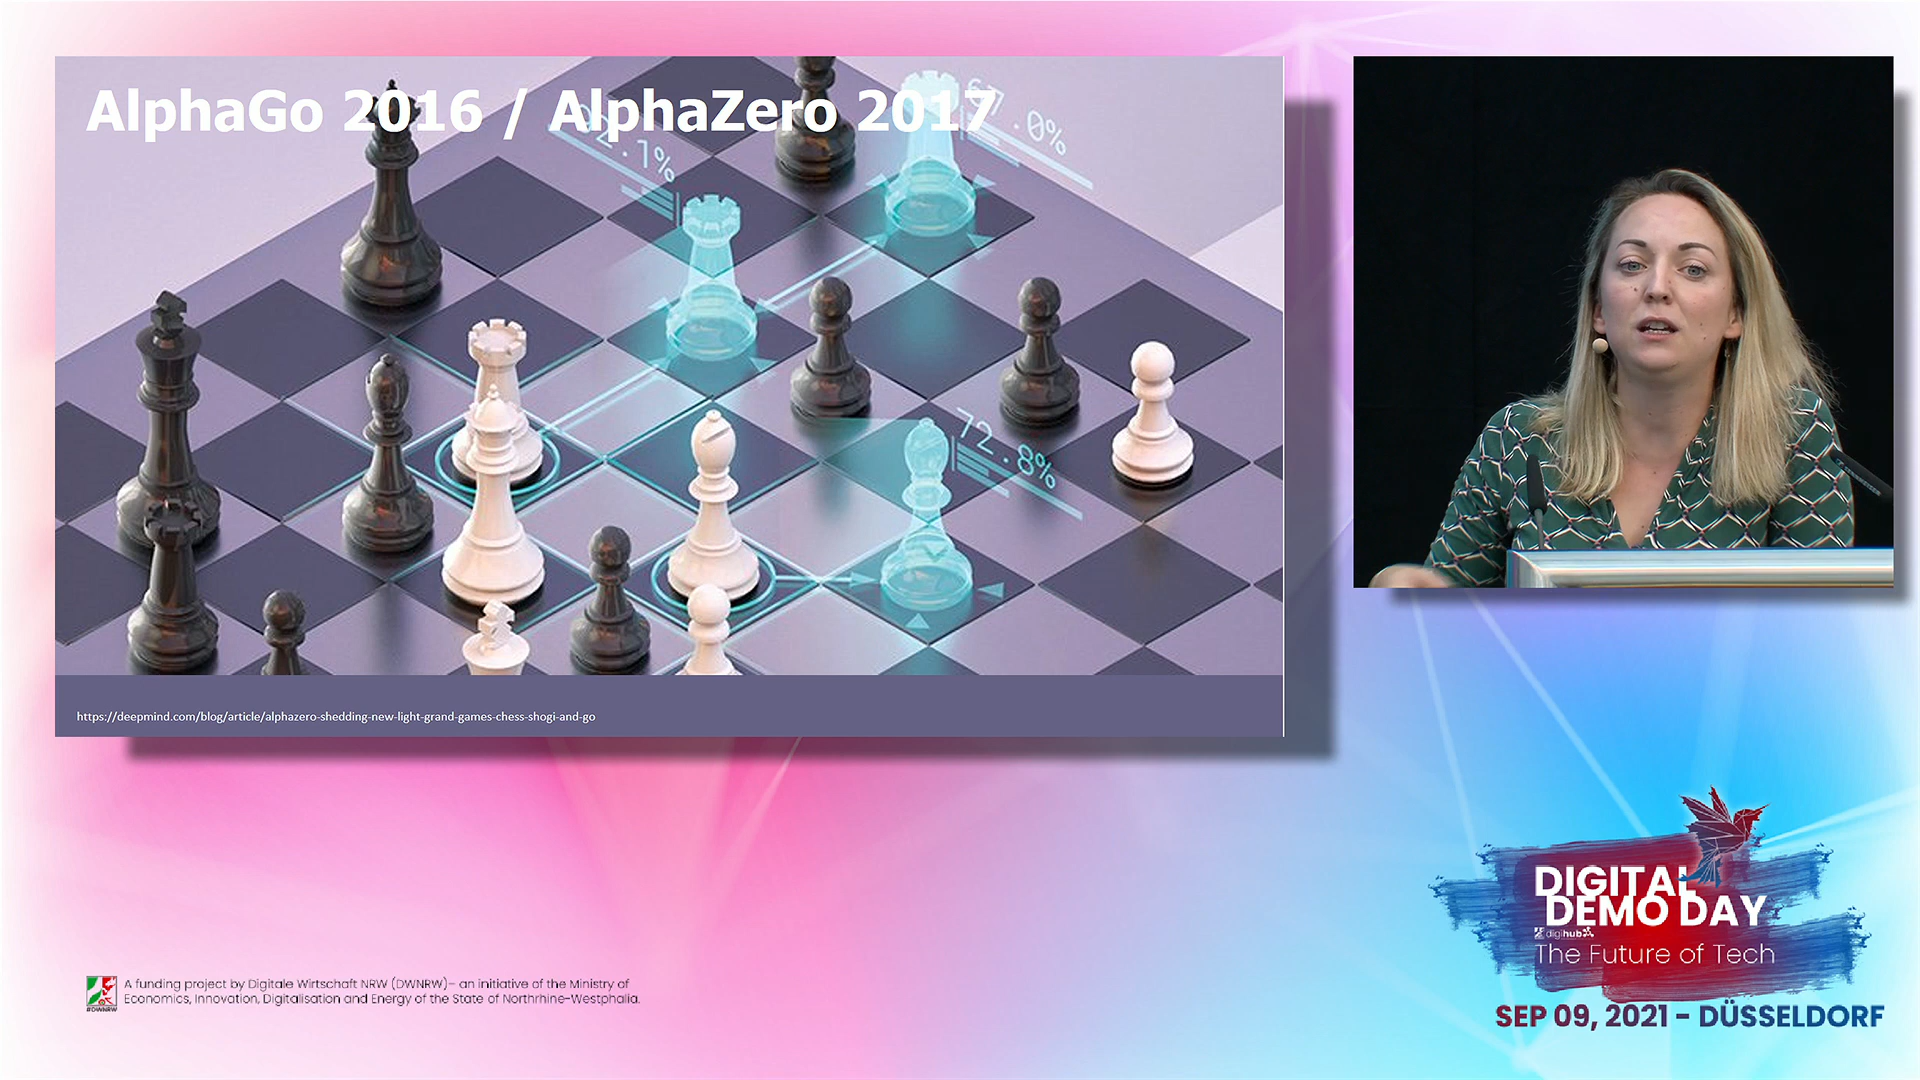 AlphaGo 2016 / AlphaZero 2017
67.0%
92.1%
72.8%
https://deepmind.com/blog/article/alphazero-shedding-new-light-grand-games-chess-shogi-and-go
DIGITAL
DEMO DAY
digihub
The Future of Tech
SEP 09, 2021 - DÜSSELDORF
A funding project by Digitale Wirtschaft NRW (DWNRW)– an initiative of the Ministry of
Economics, Innovation, Digitalisation and Energy of the State of Northrhine-Westphalia.
#DWNRW